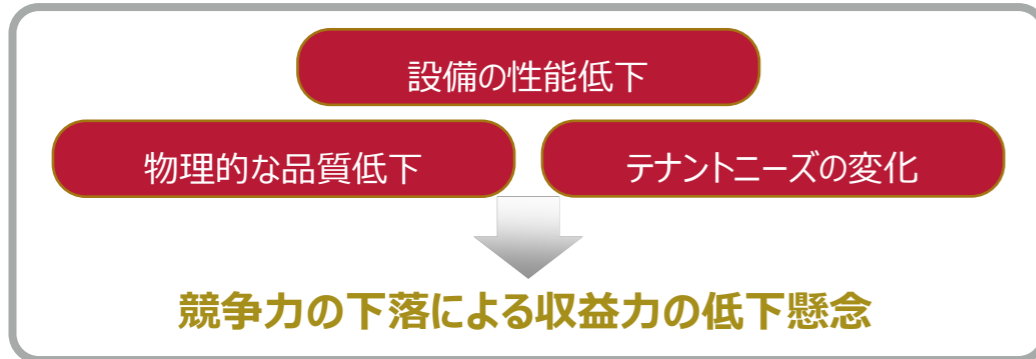 設備の性能低下
物理的な品質低下
テナントニーズの変化
競争力の下落による収益力の低下懸念